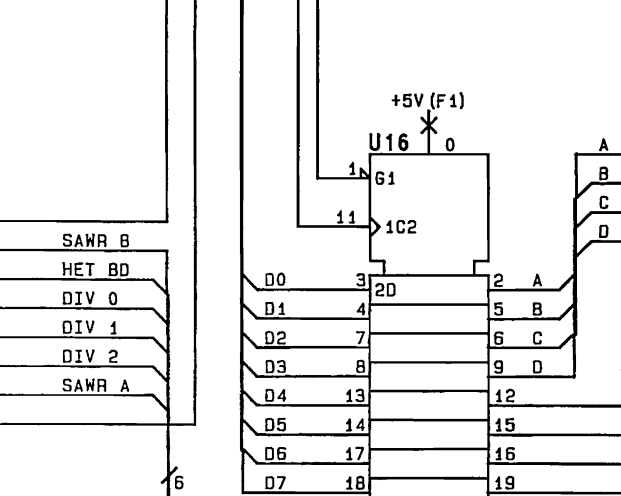 +5V (F1)
U16 0
1 G1
11 1C2
A
B
C
D
SAWR B
HET BD
DIV 0
DIV 1
DIV 2
SAWR A
6
D0 3 2D 2 A
D1 4 5 B
D2 7 6 C
D3 8 9 D
D4 13 12
D5 14 15
D6 17 16
D7 18 19